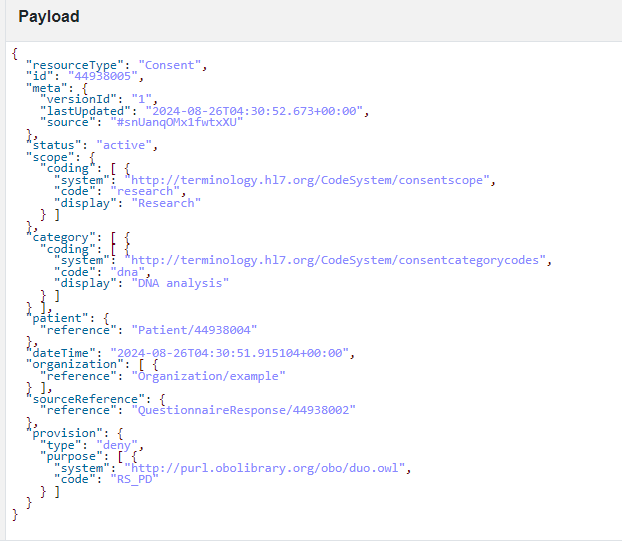 Payload
{
  "resourceType": "Consent",
  "id": "44938005",
  "meta": {
    "versionId": "1",
    "lastUpdated": "2024-08-26T04:30:52.673+00:00",
    "source": "#snUanqOMx1fwtxXU"
  },
  "status": "active",
  "scope": {
    "coding": [ {
      "system": "http://terminology.hl7.org/CodeSystem/consentscope",
      "code": "research",
      "display": "Research"
    } ]
  },
  "category": [ {
    "coding": [ {
      "system": "http://terminology.hl7.org/CodeSystem/consentcategorycodes",
      "code": "dna",
      "display": "DNA analysis"
    } ]
  } ],
  "patient": {
    "reference": "Patient/44938004"
  },
  "dateTime": "2024-08-26T04:30:51.915104+00:00",
  "organization": [ {
    "reference": "Organization/example"
  } ],
  "sourceReference": {
    "reference": "QuestionnaireResponse/44938002"
  },
  "provision": {
    "type": "deny",
    "purpose": [ {
      "system": "http://purl.obolibrary.org/obo/duo.owl",
      "code": "RS_PD"
    } ]
  }
}